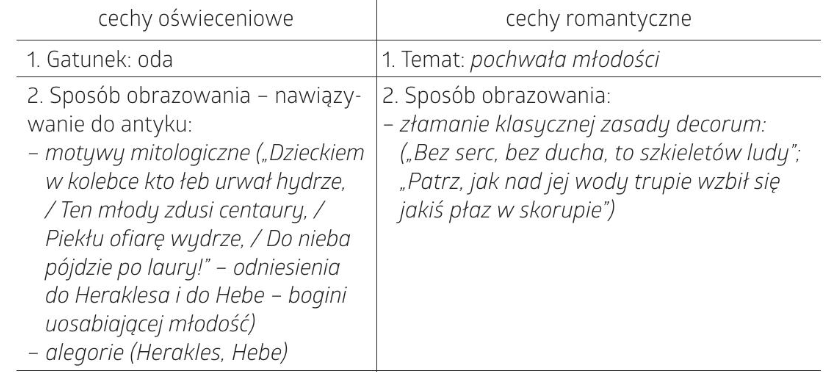 cechy oświeceniowe
cechy romantyczne
1. Gatunek: oda
1. Temat: pochwała młodości
2. Sposób obrazowania – nawiązy-
wanie do antyku:
– motywy mitologiczne („Dzieckiem
w kolebce kto łeb urwał hydrze,
/ Ten młody zdusi centaury, /
Piekłu ofiarę wydrze, / Do nieba
pójdzie po laury!” – odniesienia
do Heraklesa i do Hebe – bogini
uosabiającej młodość)
– alegorie (Herakles, Hebe)
2. Sposób obrazowania:
– złamanie klasycznej zasady decorum:
(„Bez serc, bez ducha, to szkieletów ludy”;
„Patrz, jak nad jej wody trupie wzbił się
jakiś płaz w skorupie”)